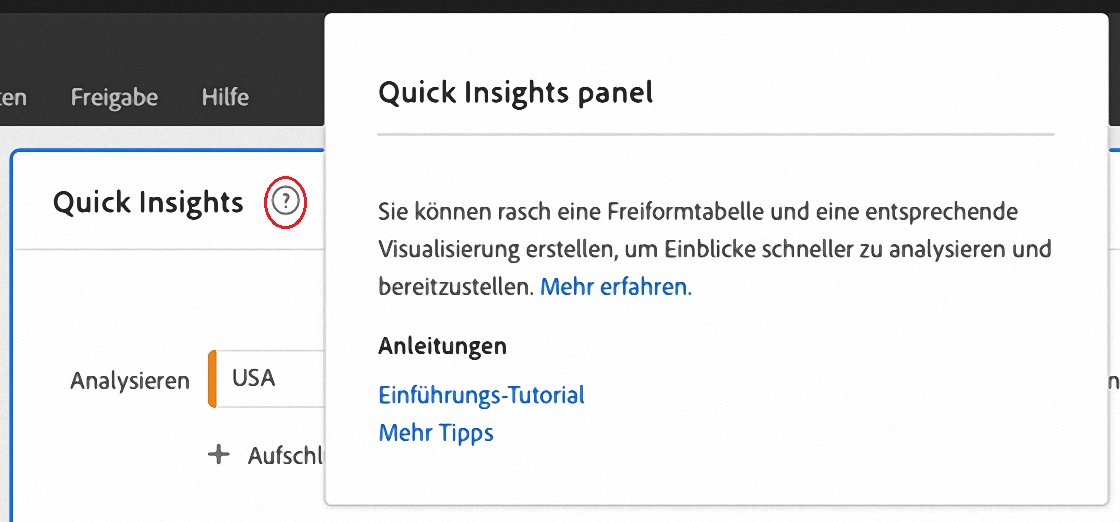 Freigabe Hilfe
Quick Insights panel
Quick Insights ?
Sie können rasch eine Freiformtabelle und eine entsprechende
Visualisierung erstellen, um Einblicke schneller zu analysieren und
bereitzustellen. Mehr erfahren.
Anleitungen
Einführungs-Tutorial
Mehr Tipps
Analysieren USA
+ Aufschl